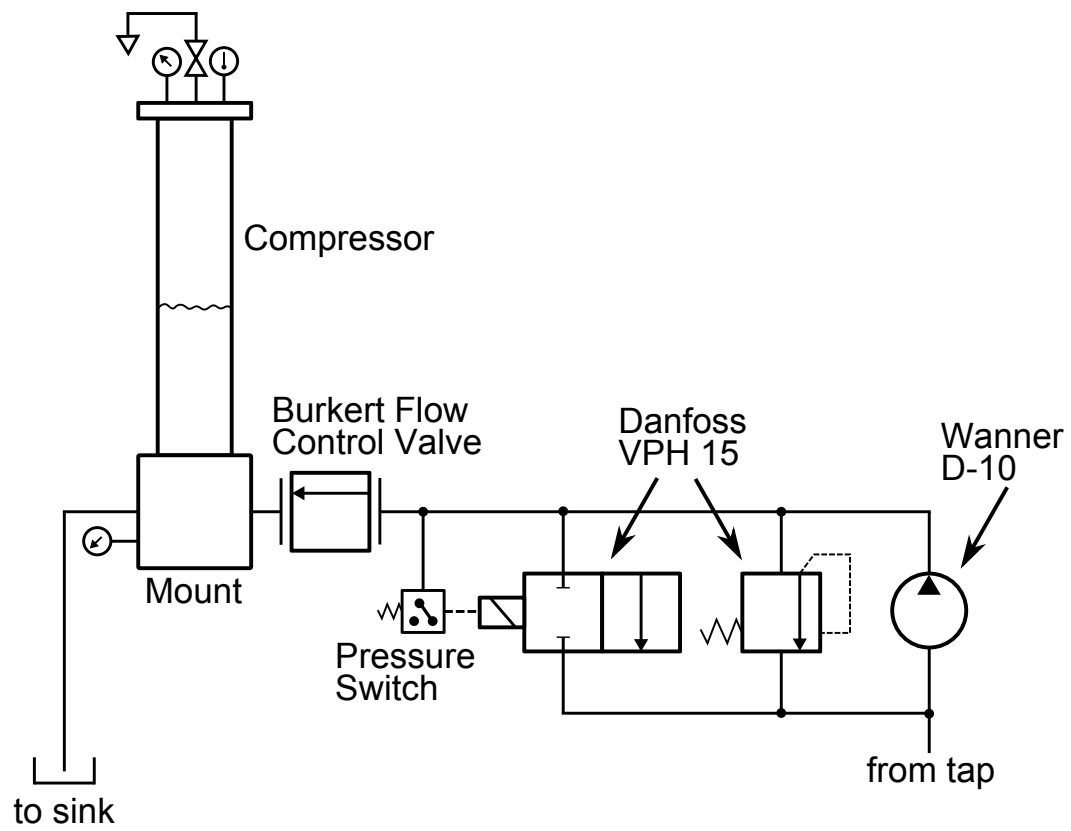 Compressor
Burkert Flow
Control Valve
Danfoss
VPH 15
Wanner
D-10
Mount
Pressure
Switch
from tap
to sink